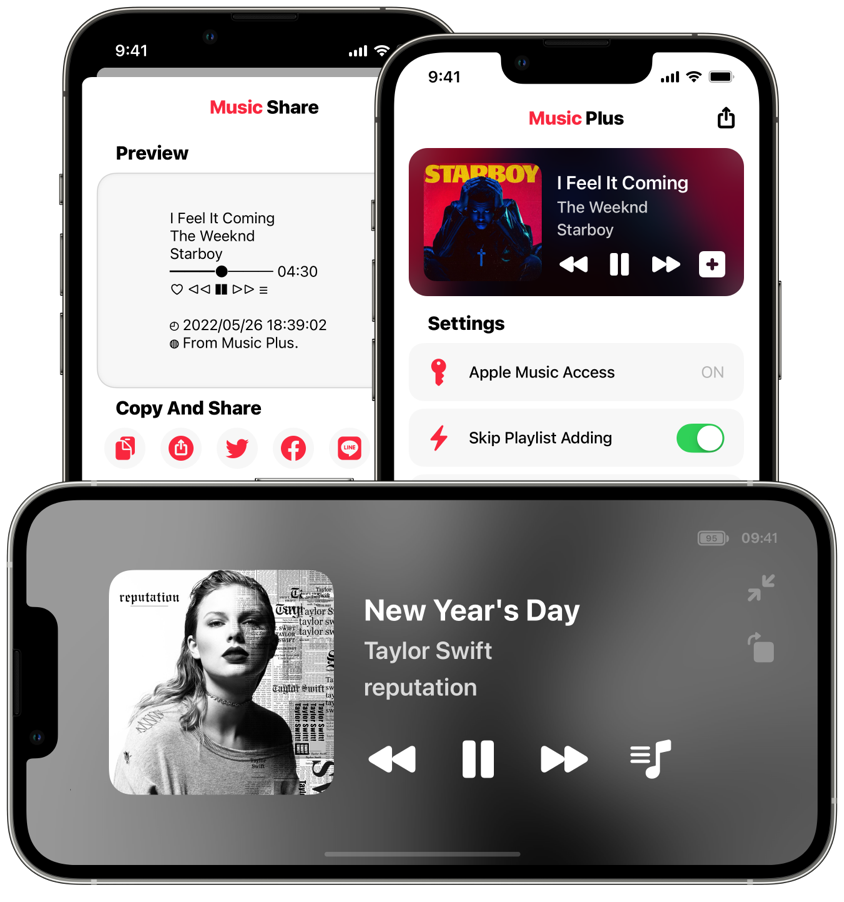 9:41
Music Share
Preview
I Feel It Coming
The Weeknd
Starboy
04:30
2022/05/26 18:39:02
From Music Plus.
Copy And Share
LINE
9:41
Music Plus
STARBOY
I Feel It Coming
The Weeknd
Starboy
Settings
Apple Music Access
ON
Skip Playlist Adding
95
09:41
reputation
Taylor Swift
New Year's Day
Taylor Swift
reputation